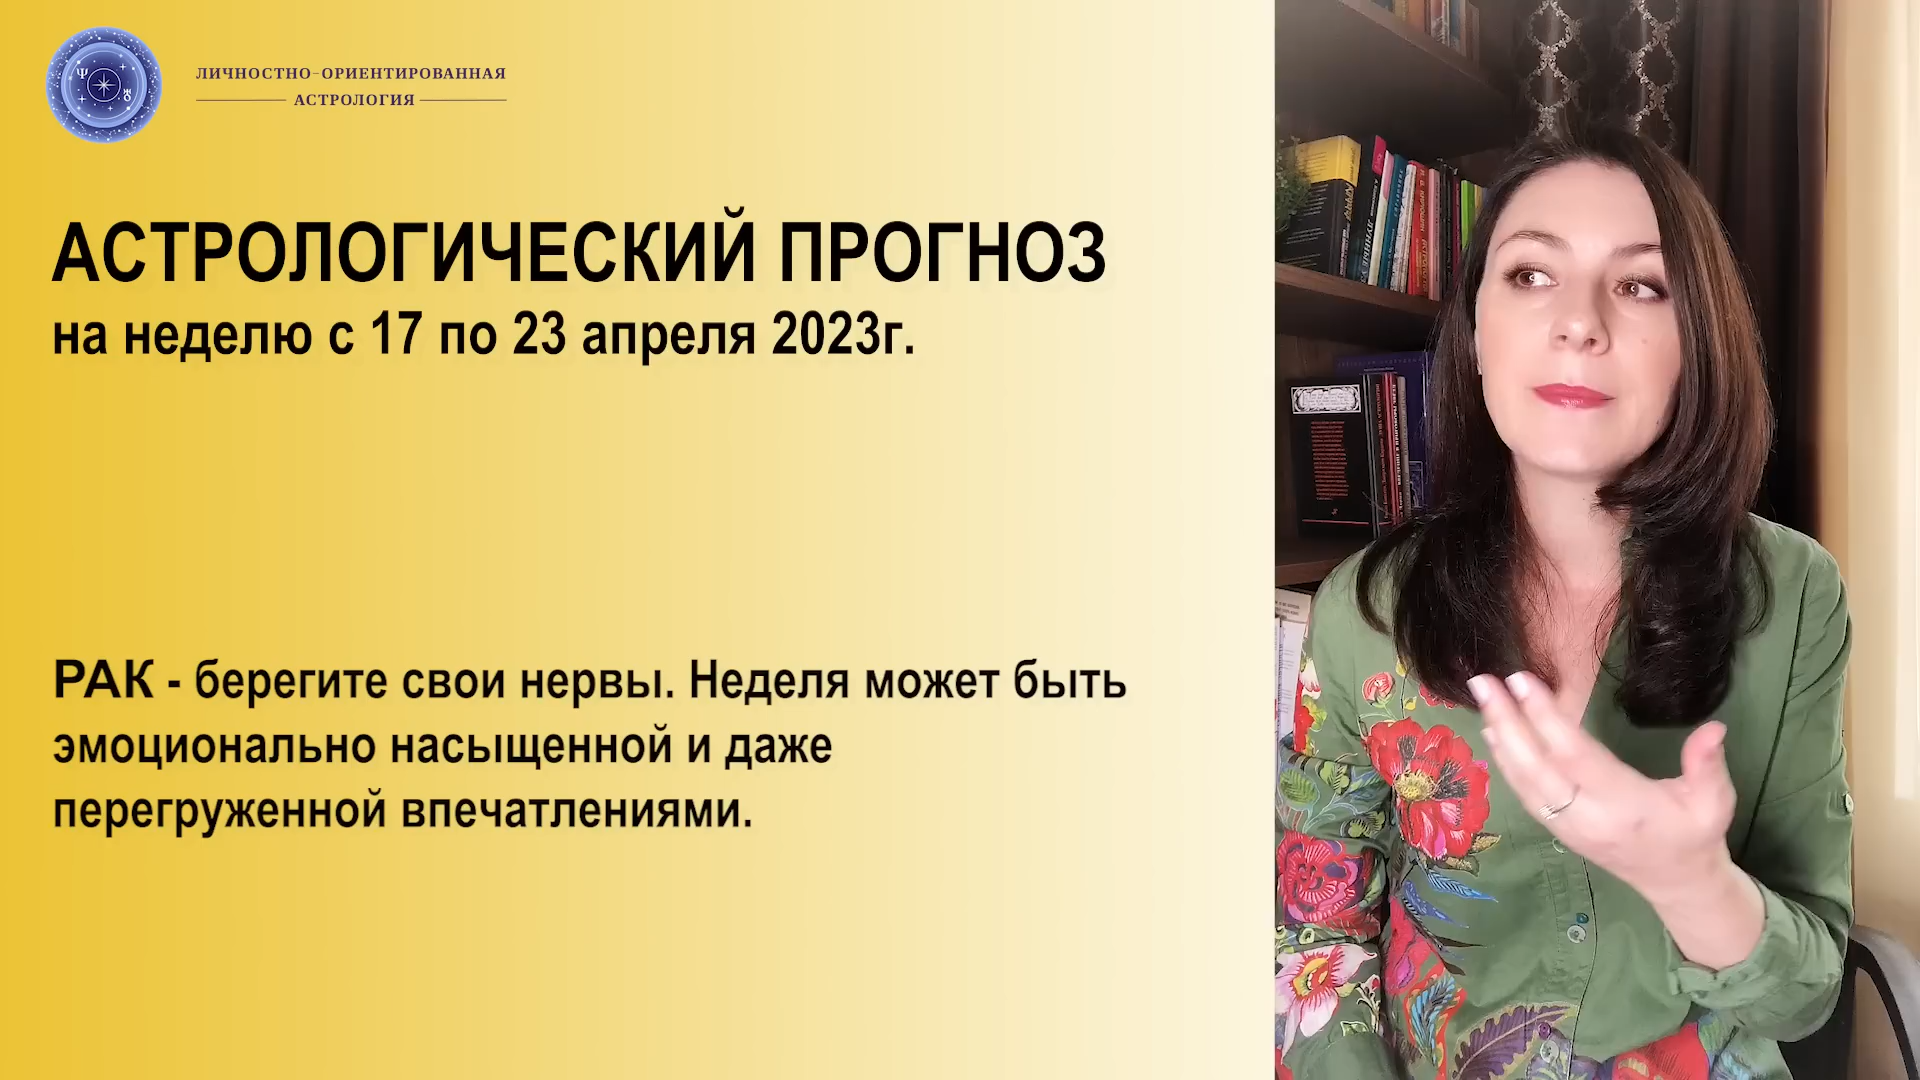 ЛИЧНОСТНО-ОРИЕНТИРОВАННАЯ
АСТРОЛОГИЯ
АСТРОЛОГИЧЕСКИЙ ПРОГНОЗ
на неделю с 17 по 23 апреля 2023г.
РАК - берегите свои нервы. Неделя может быть
эмоционально насыщенной и даже
перегруженной впечатлениями.